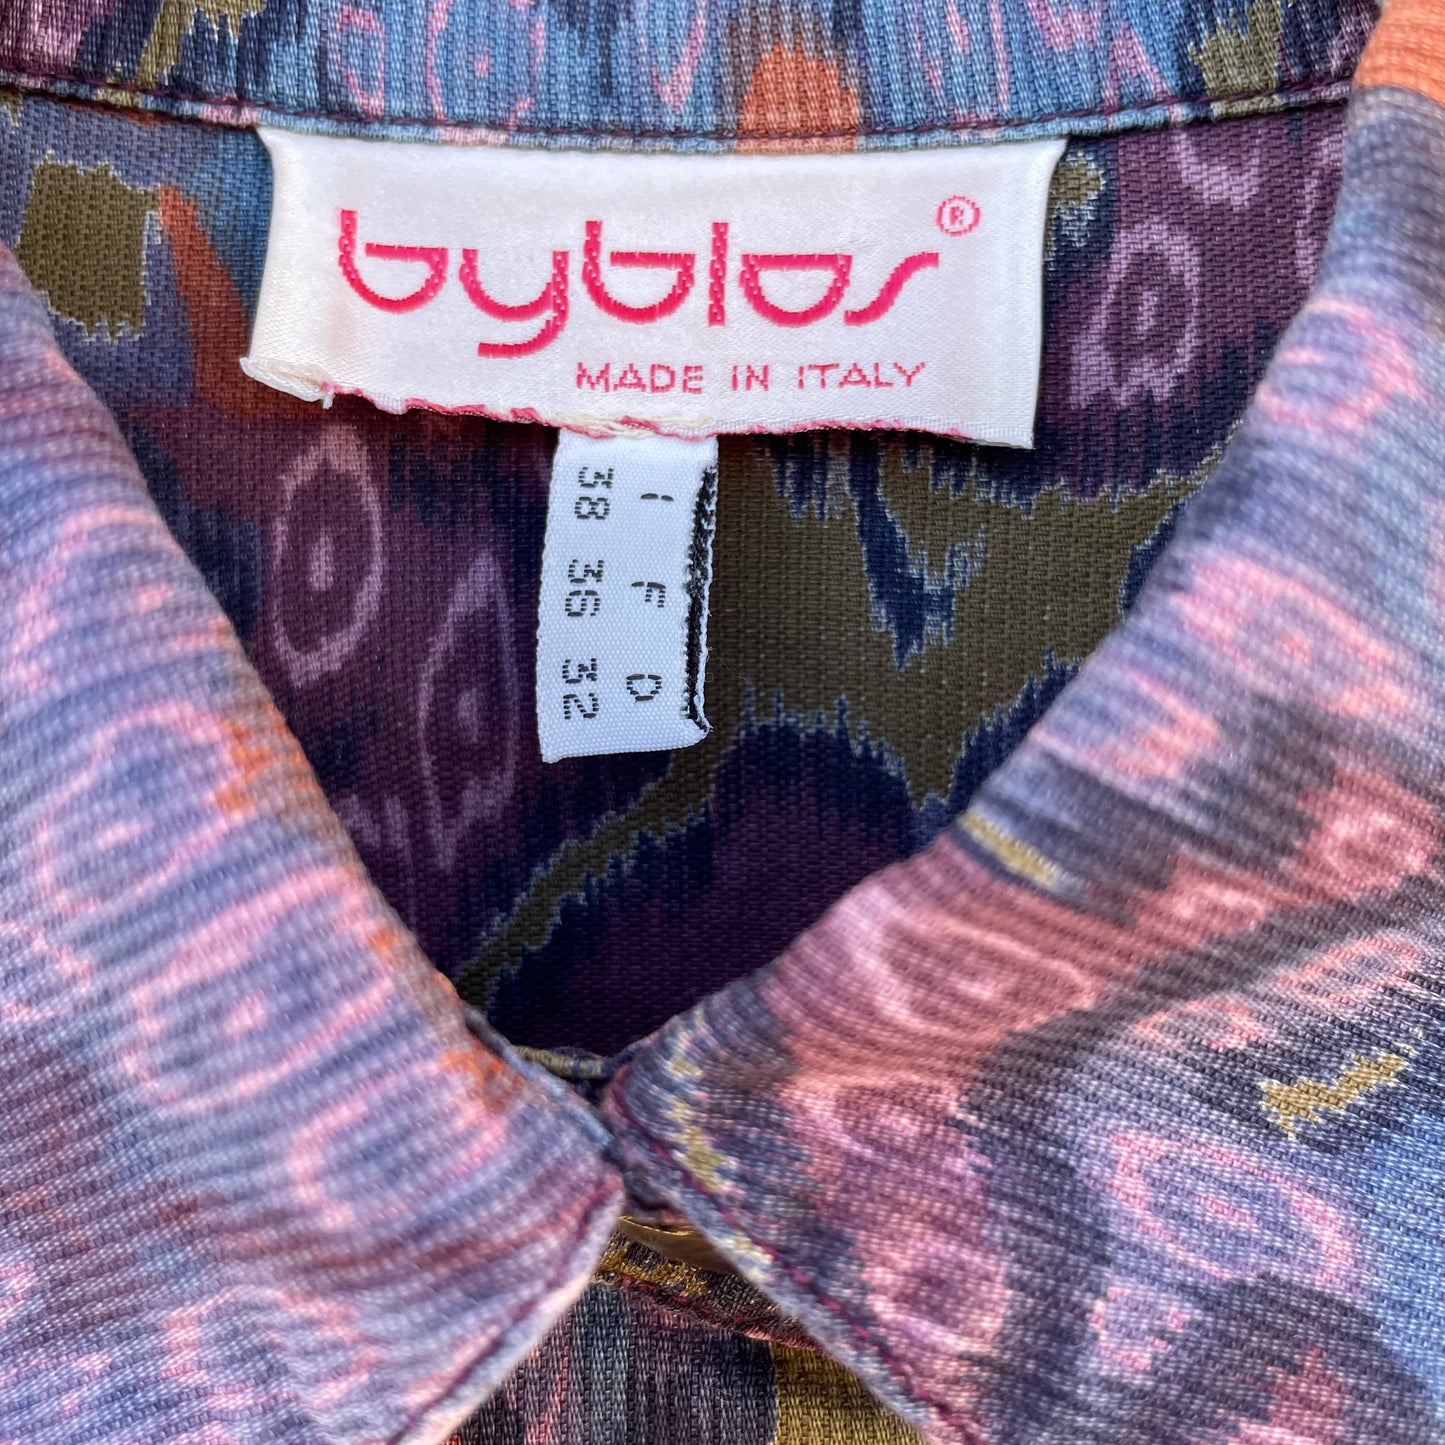 byblos®
MADE IN ITALY
I F D
38 36 32